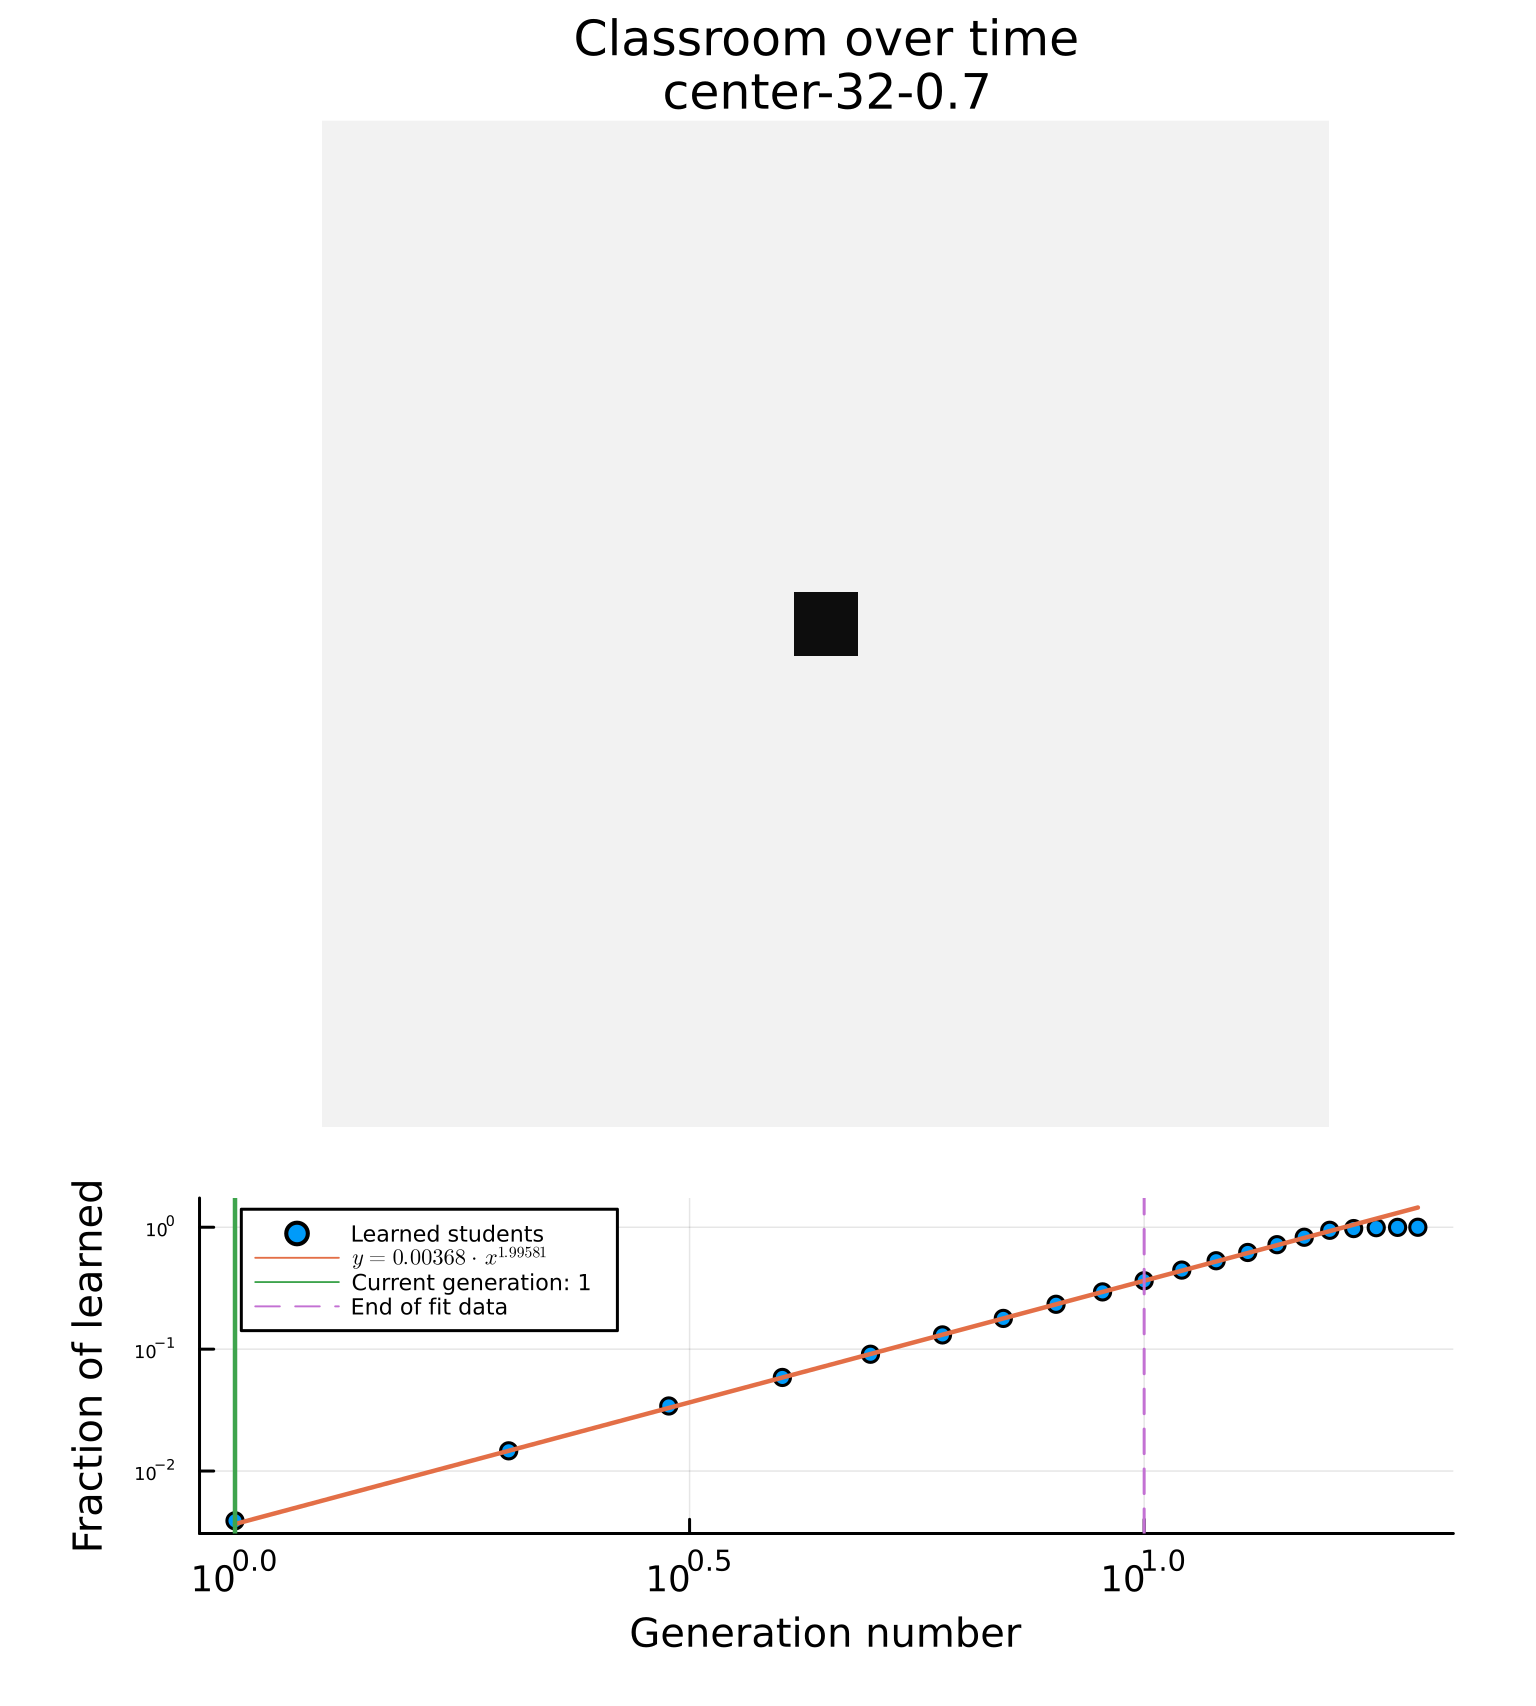 Classroom over time
center-32-0.7
Fraction of learned
10⁰
10⁻¹
10⁻²
Learned students
y = 0.00368 · x^1.99581
Current generation: 1
End of fit data
10^0.0 10^0.5 10^1.0
Generation number